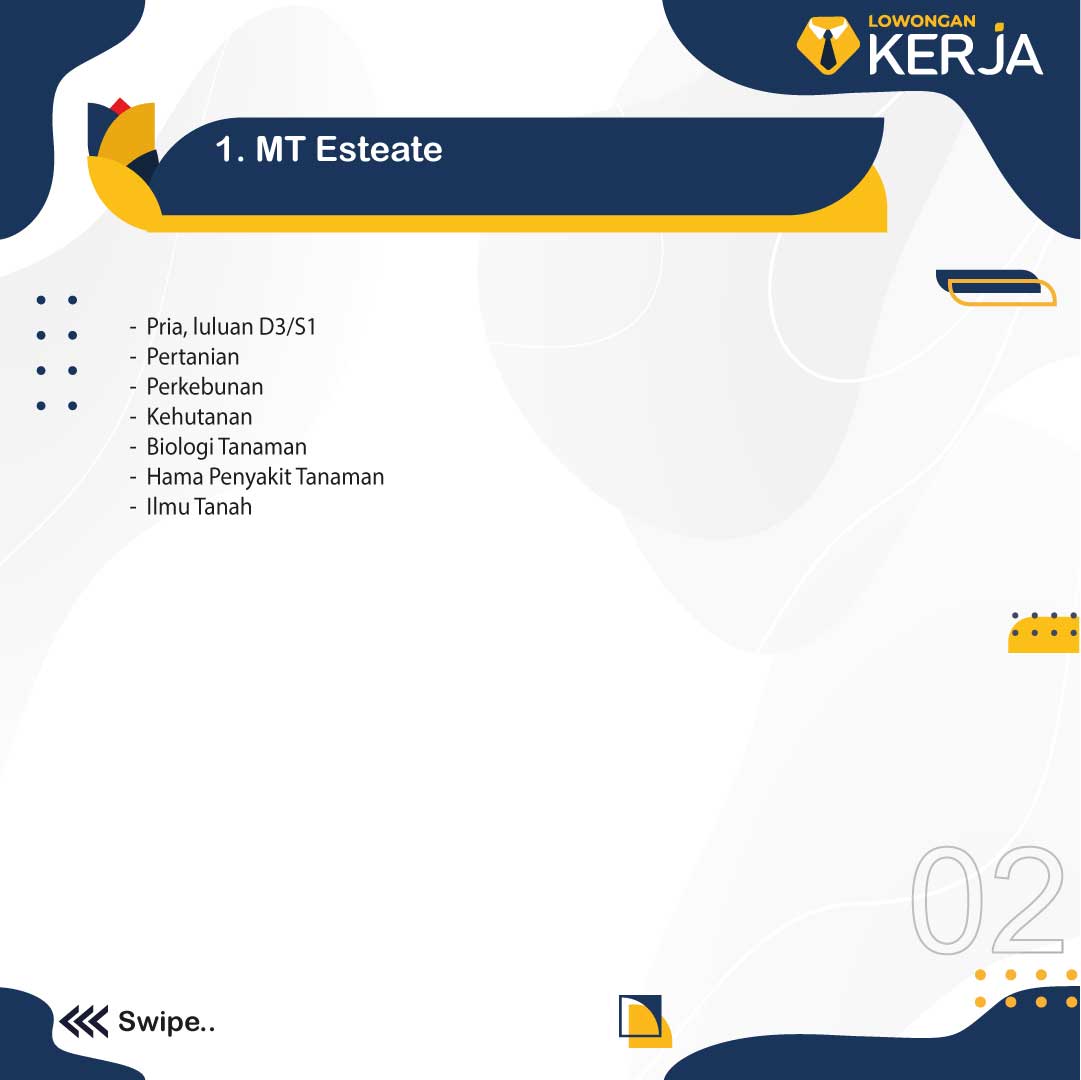 LOWONGAN
KERJA
1. MT Esteate
- Pria, luluan D3/S1
- Pertanian
- Perkebunan
- Kehutanan
- Biologi Tanaman
- Hama Penyakit Tanaman
- Ilmu Tanah
02
Swipe..